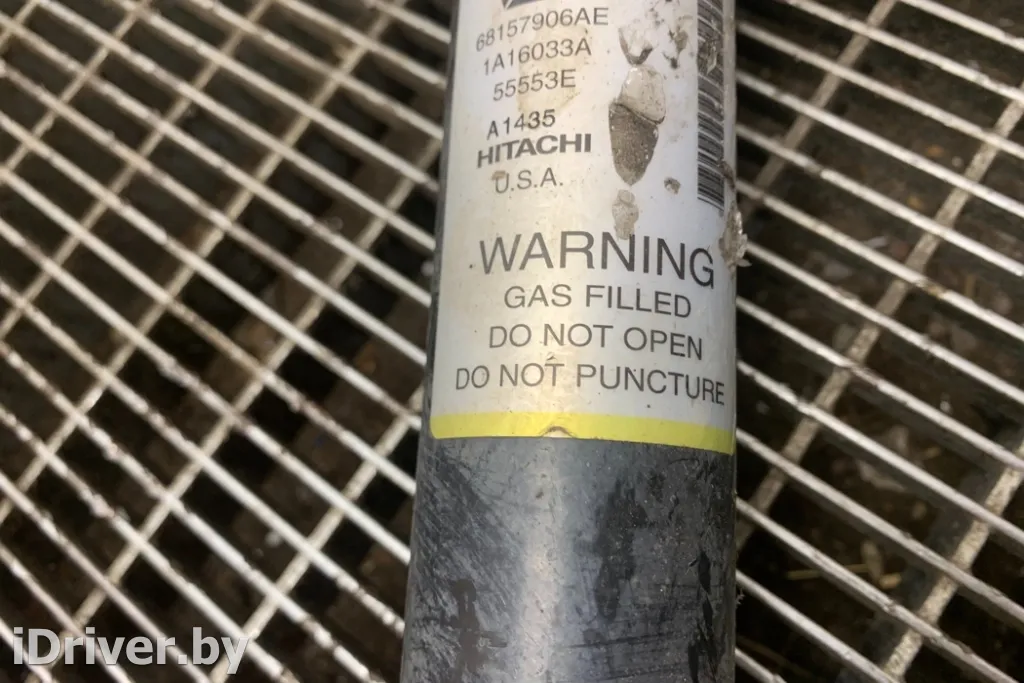 68157906AE
1A16033A
55553E
A1435
HITACHI
U.S.A.
WARNING
GAS FILLED
DO NOT OPEN
DO NOT PUNCTURE
iDriver.by